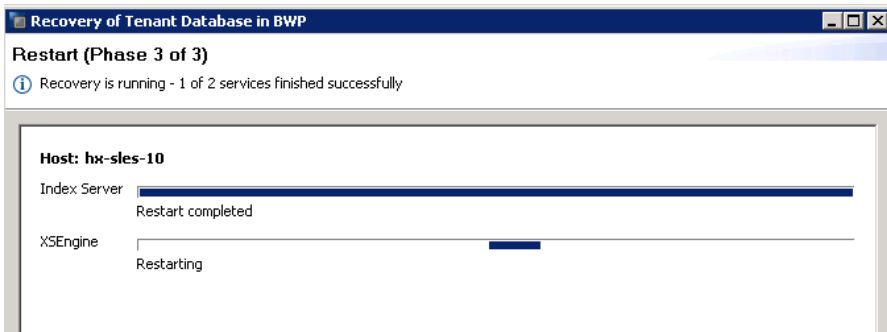 Recovery of Tenant Database in BWP
Restart (Phase 3 of 3)
Recovery is running - 1 of 2 services finished successfully
Host: hx-sles-10
Index Server
Restart completed
XSEngine
Restarting